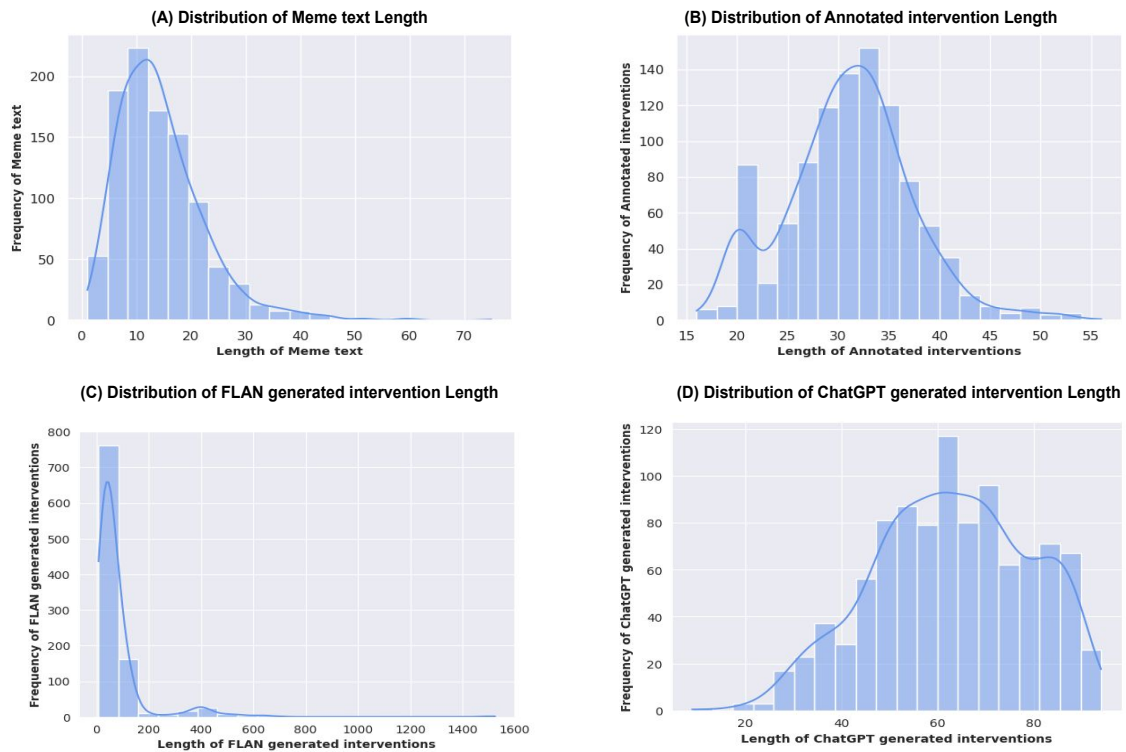 (A) Distribution of Meme text Length
Frequency of Meme text
200
150
100
50
0
0 10 20 30 40 50 60 70
Length of Meme text
(B) Distribution of Annotated intervention Length
Frequency of Annotated interventions
140
120
100
80
60
40
20
0
15 20 25 30 35 40 45 50 55
Length of Annotated interventions
(C) Distribution of FLAN generated intervention Length
Frequency of FLAN generated interventions
800
700
600
500
400
300
200
100
0
0 200 400 600 800 1000 1200 1400 1600
Length of FLAN generated interventions
(D) Distribution of ChatGPT generated intervention Length
Frequency of ChatGPT generated interventions
120
100
80
60
40
20
0
20 40 60 80
Length of ChatGPT generated interventions